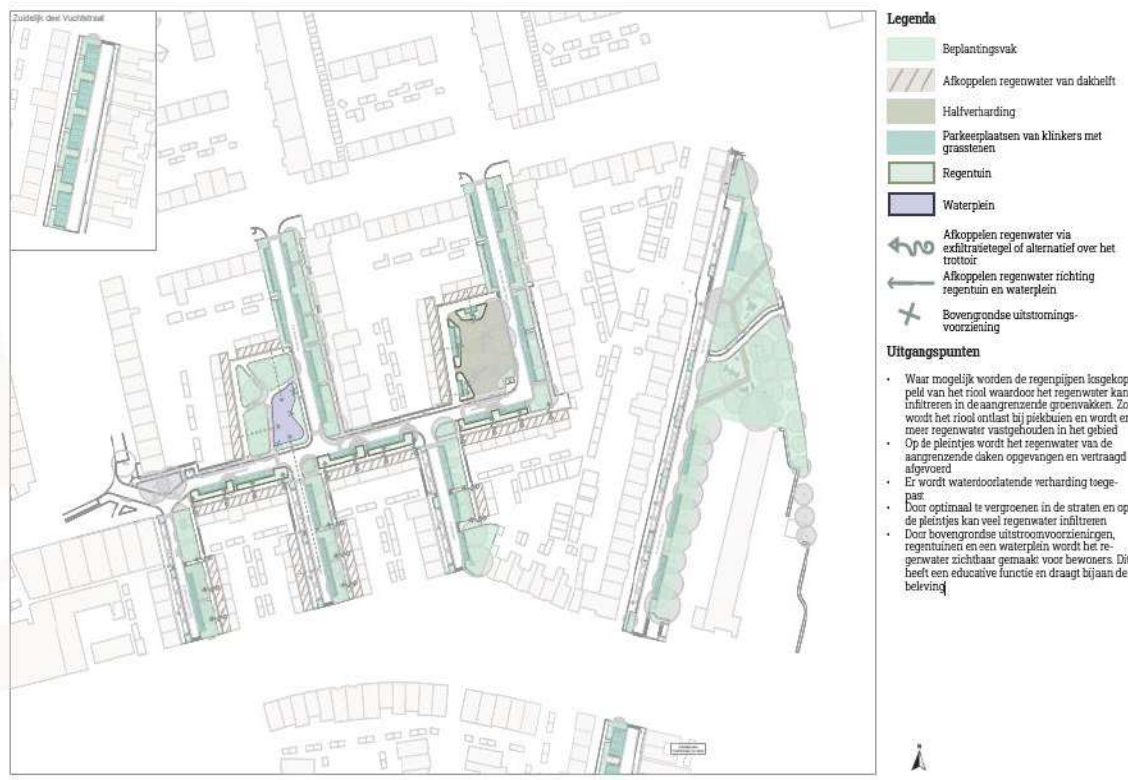 Zuidelijk deel Vuchtstraat
Legenda
Beplantingsvak
Afkoppelen regenwater van dakhelft
Halfverharding
Parkeerplaatsen van klinkers met
grasstenen
Regentuin
Waterplein
Afkoppelen regenwater via
exfiltratietegel of alternatief over het
trottoir
Afkoppelen regenwater richting
regentuin en waterplein
Bovengrondse uitstromings-
voorziening
Uitgangspunten
• Waar mogelijk worden de regenpijpen losgekop
peld van het riool waardoor het regenwater kan
infiltreren in de aangrenzende groenvakken. Zo
wordt het riool ontlast bij piekbuien en wordt er
meer regenwater vastgehouden in het gebied
• Op de pleintjes wordt het regenwater van de
aangrenzende daken opgevangen en vertraagd
afgevoerd
• Er wordt waterdoorlatende verharding toege-
past
• Door optimaal te vergroenen in de straten en op
de pleintjes kan veel regenwater infiltreren
• Door bovengrondse uitstroomvoorzieningen,
regentuinen en een waterplein wordt het re-
genwater zichtbaar gemaakt voor bewoners. Dit
heeft een educative functie en draagt bijaan de
beleving